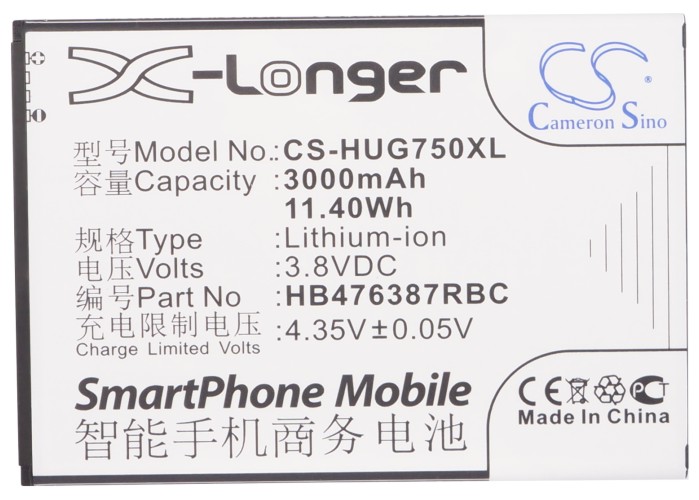 X-Longer
CS
Cameron Sino
型号Model No.:CS-HUG750XL
容量Capacity :3000mAh
11.40Wh
规格Type :Lithium-ion
电压Volts :3.8VDC
编号Part No :HB476387RBC
充电限制电压:4.35V±0.05V
Charge Limited Volts
SmartPhone Mobile
智能手机商务电池
CE PCT
Made In China